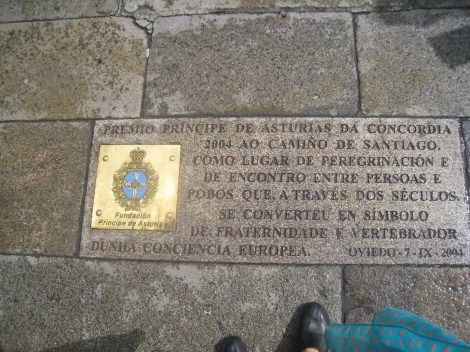 PREMIO PRINCIPE DE ASTURIAS DA CONCORDIA
2004 AO CAMIÑO DE SANTIAGO,
COMO LUGAR DE PEREGRINACIÓN E
DE ENCONTRO ENTRE PERSOAS E
POBOS QUE, A TRAVÉS DOS SÉCULOS,
SE CONVERTEU EN SÍMBOLO
DE FRATERNIDADE E VERTEBRADOR
DUNHA CONCIENCIA EUROPEA. OVIEDO-7-IX-2004
Fundación
Príncipe de Asturias